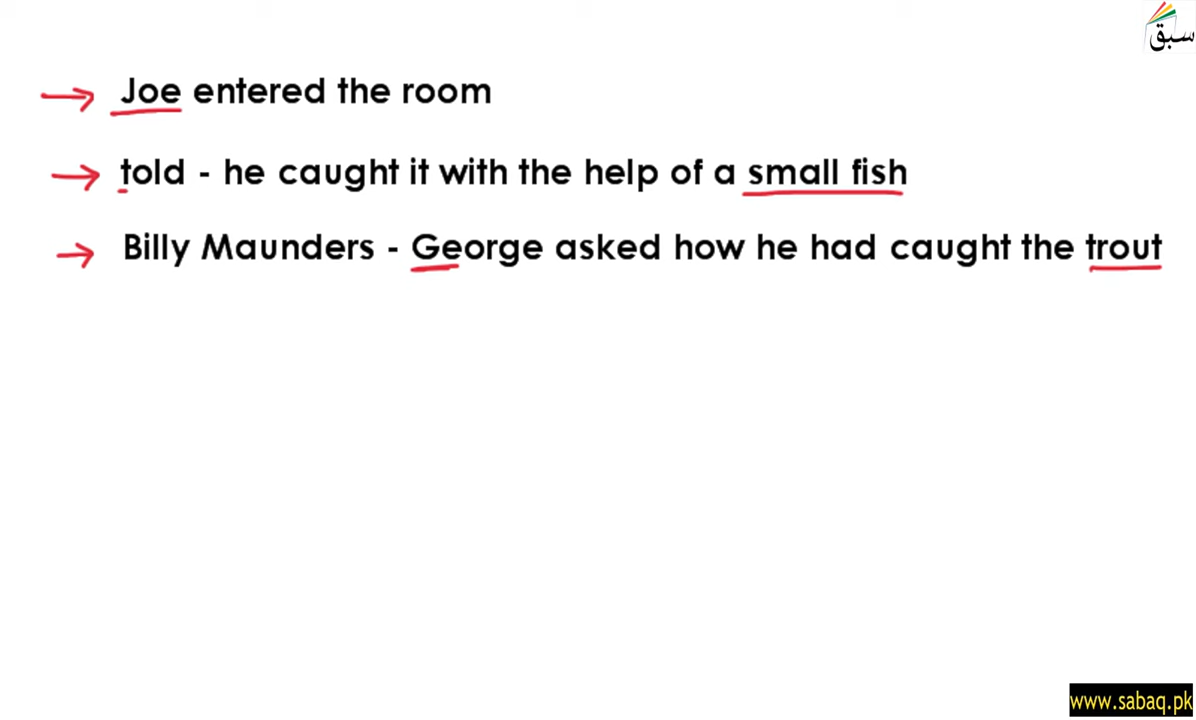 سبق
Joe entered the room
told - he caught it with the help of a small fish
Billy Maunders - George asked how he had caught the trout
www.sabaq.pk